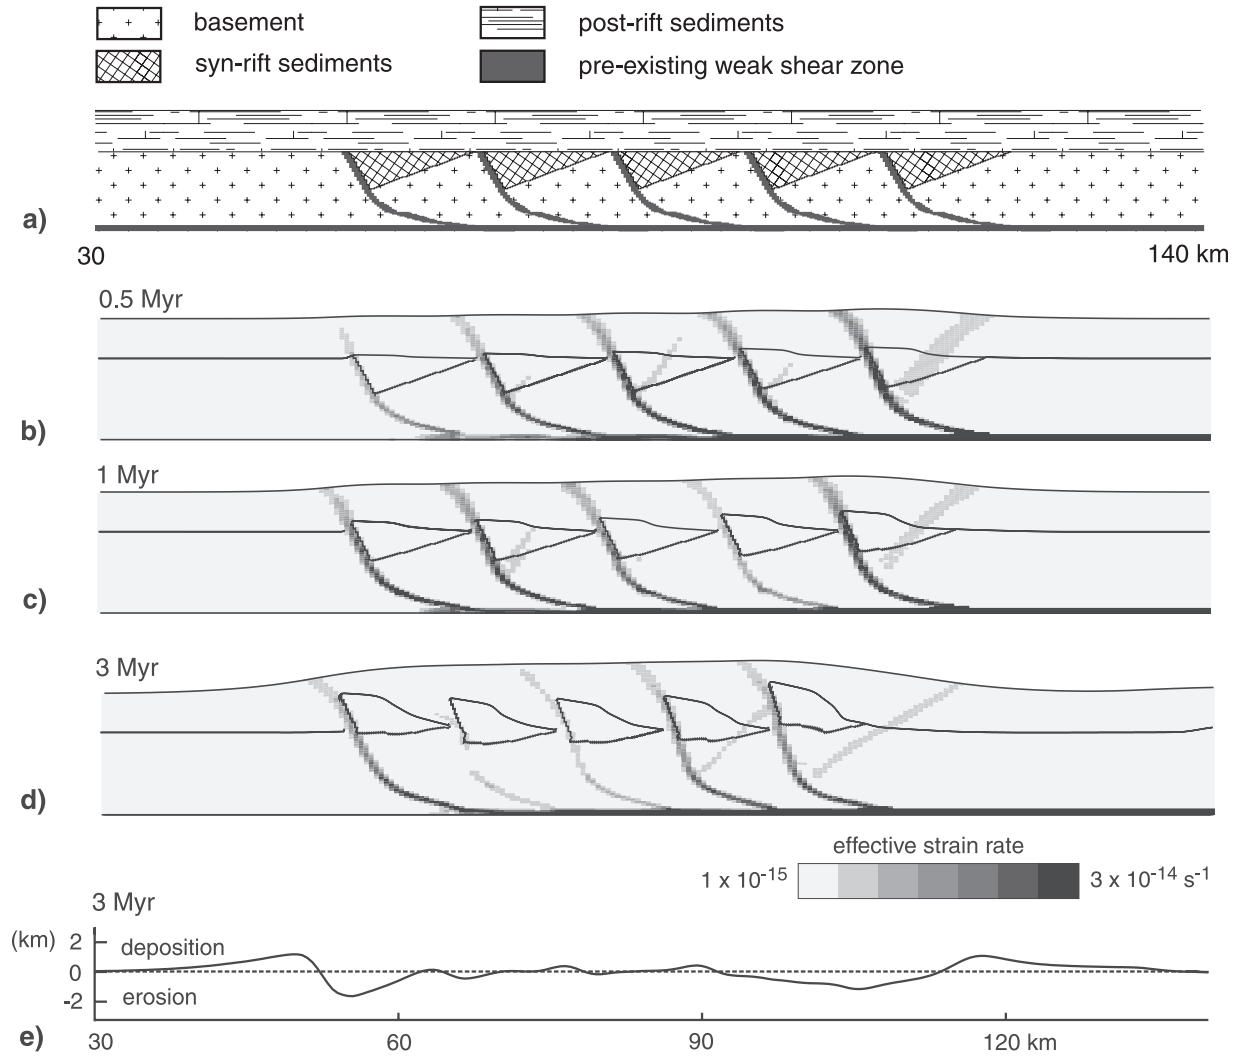 basement
post-rift sediments
syn-rift sediments
pre-existing weak shear zone
a)
30
140 km
0.5 Myr
b)
1 Myr
c)
3 Myr
d)
effective strain rate
1 x 10-15
3 x 10-14 s-1
3 Myr
(km)
2
deposition
0
erosion
-2
e)
30
60
90
120 km